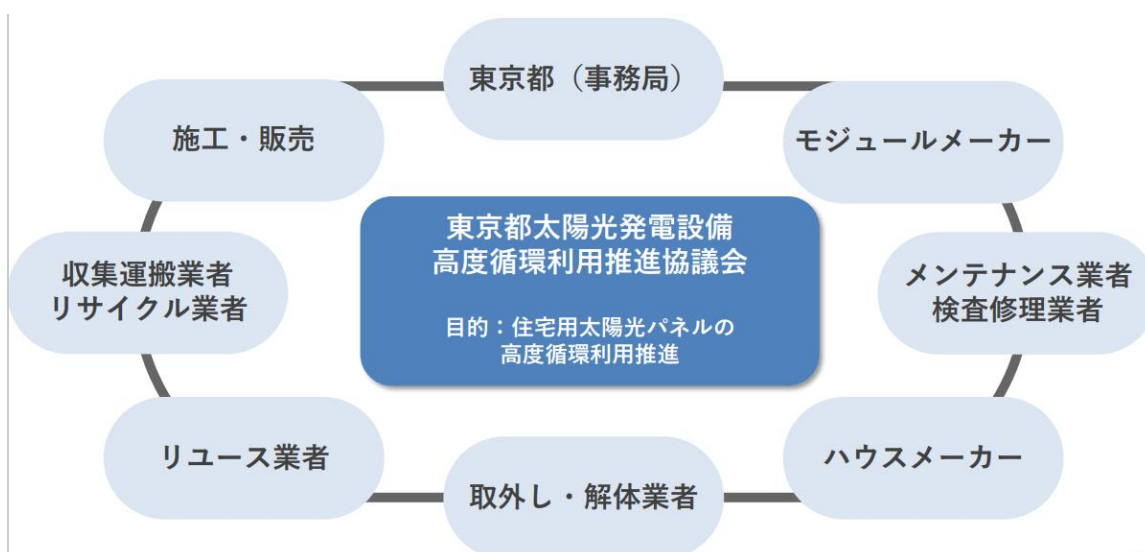 東京都（事務局）
施工・販売
モジュールメーカー
東京都太陽光発電設備
高度循環利用推進協議会
目的：住宅用太陽光パネルの
高度循環利用推進
収集運搬業者
リサイクル業者
メンテナンス業者
検査修理業者
リユース業者
ハウスメーカー
取外し・解体業者